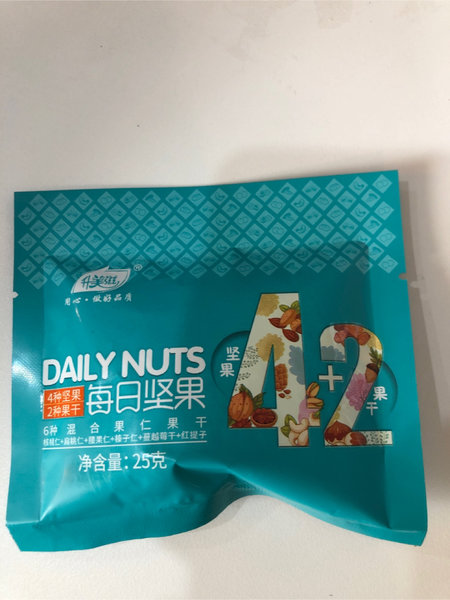 升美滋®
用心·做好品质
DAILY NUTS
4种坚果
2种果干
每日坚果
坚果
4+2
果干
6种混合果仁果干
核桃仁+扁桃仁+腰果仁+榛子仁+蔓越莓干+红提子
净含量:25克